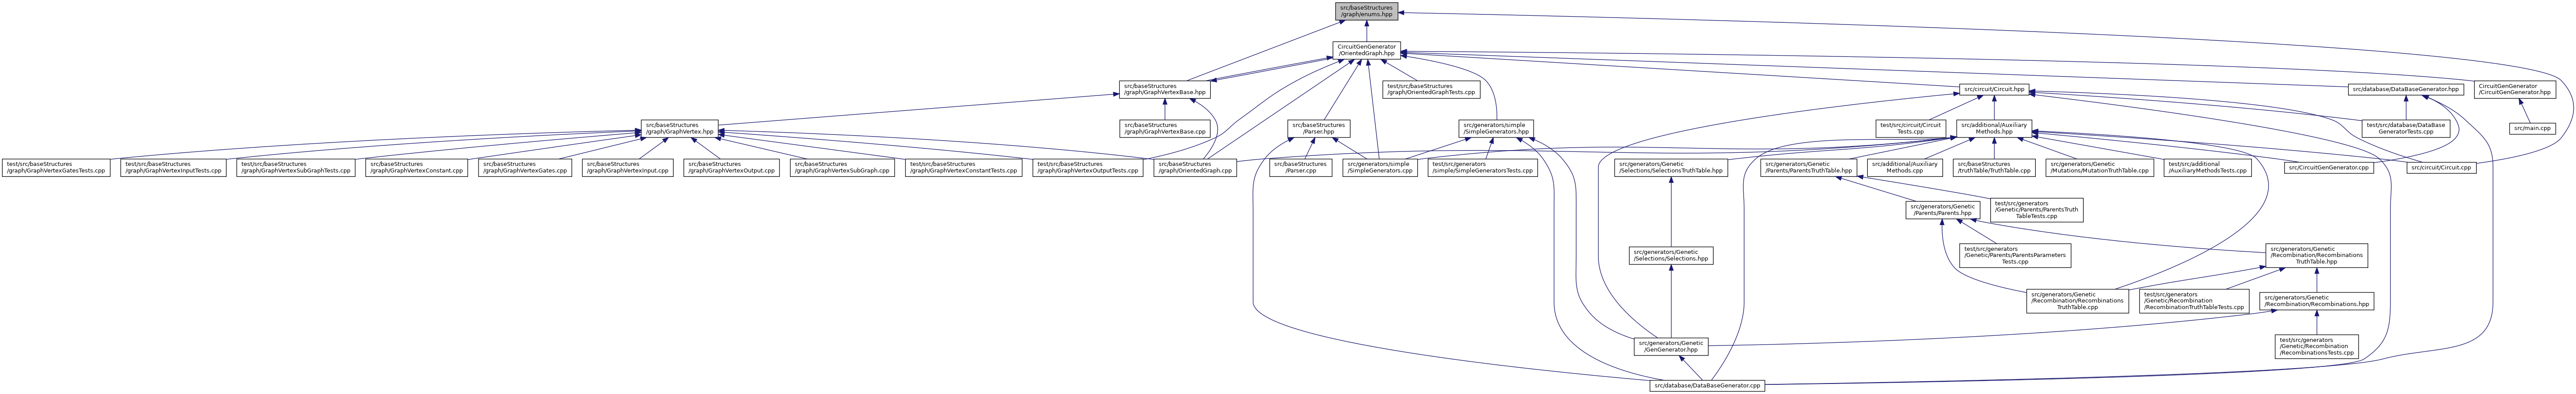 src/baseStructures
/graph/enums.hpp
CircuitGenGenerator
/OrientedGraph.hpp
src/baseStructures
/graph/GraphVertexBase.hpp
test/src/baseStructures
/graph/OrientedGraphTests.cpp
src/circuit/Circuit.hpp
src/database/DataBaseGenerator.hpp
CircuitGenGenerator
/CircuitGenGenerator.hpp
src/baseStructures
/graph/GraphVertex.hpp
src/baseStructures
/graph/GraphVertexBase.cpp
src/baseStructures
/Parser.hpp
src/generators/simple
/SimpleGenerators.hpp
test/src/circuit/Circuit
Tests.cpp
src/additional/Auxiliary
Methods.hpp
test/src/database/DataBase
GeneratorTests.cpp
src/main.cpp
test/src/baseStructures
/graph/GraphVertexGatesTests.cpp
test/src/baseStructures
/graph/GraphVertexInputTests.cpp
test/src/baseStructures
/graph/GraphVertexSubGraphTests.cpp
src/baseStructures
/graph/GraphVertexConstant.cpp
src/baseStructures
/graph/GraphVertexGates.cpp
src/baseStructures
/graph/GraphVertexInput.cpp
src/baseStructures
/graph/GraphVertexOutput.cpp
src/baseStructures
/graph/GraphVertexSubGraph.cpp
test/src/baseStructures
/graph/GraphVertexConstantTests.cpp
test/src/baseStructures
/graph/GraphVertexOutputTests.cpp
src/baseStructures
/graph/OrientedGraph.cpp
src/baseStructures
/Parser.cpp
src/generators/simple
/SimpleGenerators.cpp
test/src/generators
/simple/SimpleGeneratorsTests.cpp
src/generators/Genetic
/Selections/SelectionsTruthTable.hpp
src/generators/Genetic
/Parents/ParentsTruthTable.hpp
src/additional/Auxiliary
Methods.cpp
src/baseStructures
/truthTable/TruthTable.cpp
src/generators/Genetic
/Mutations/MutationTruthTable.cpp
test/src/additional
/AuxiliaryMethodsTests.cpp
src/CircuitGenGenerator.cpp
src/circuit/Circuit.cpp
src/generators/Genetic
/Parents/Parents.hpp
test/src/generators
/Genetic/Parents/ParentsTruth
TableTests.cpp
src/generators/Genetic
/Selections/Selections.hpp
test/src/generators
/Genetic/Parents/ParentsParameters
Tests.cpp
src/generators/Genetic
/Recombination/Recombinations
TruthTable.hpp
src/generators/Genetic
/Recombination/Recombinations
TruthTable.cpp
test/src/generators
/Genetic/Recombination
/RecombinationTruthTableTests.cpp
src/generators/Genetic
/Recombination/Recombinations.hpp
src/generators/Genetic
/GenGenerator.hpp
test/src/generators
/Genetic/Recombination
/RecombinationsTests.cpp
src/database/DataBaseGenerator.cpp